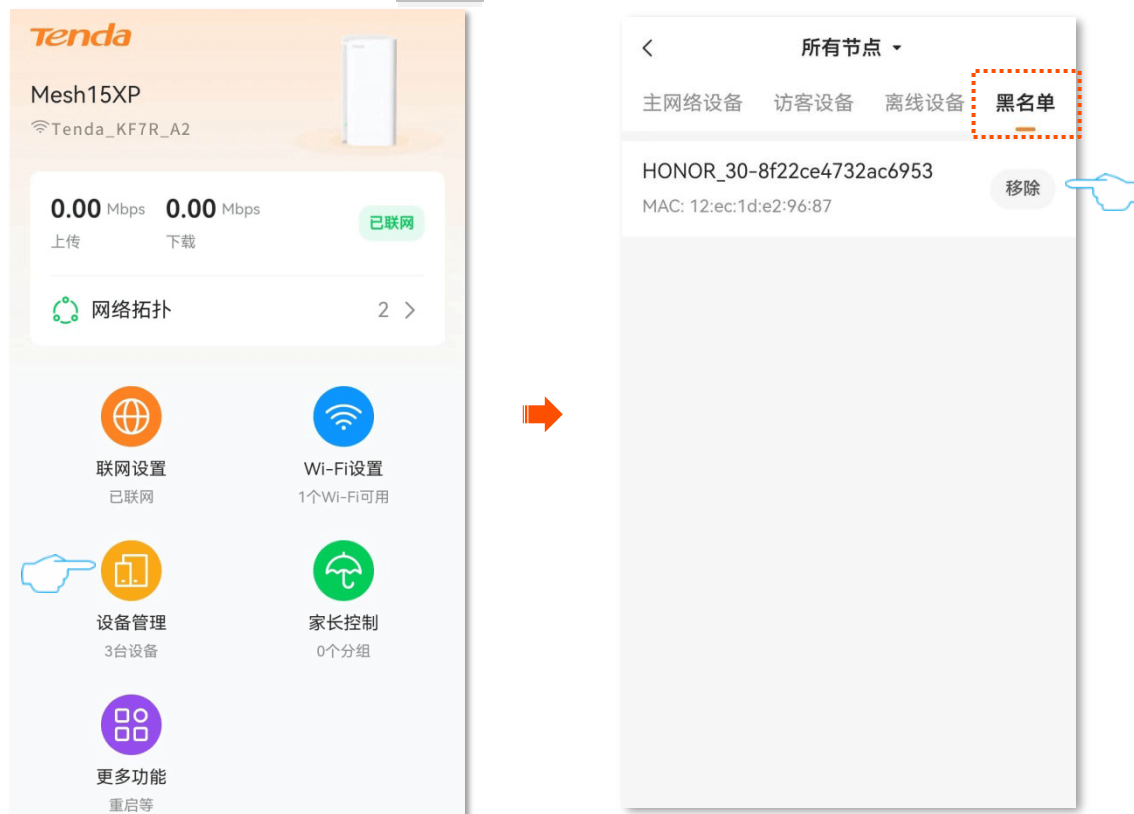 Tenda
Mesh15XP
Tenda_KF7R_A2
0.00 Mbps 0.00 Mbps
上传 下载
已联网
网络拓扑 2
联网设置 Wi-Fi设置
已联网 1个Wi-Fi可用
设备管理 家长控制
3台设备 0个分组
更多功能
重启等
所有节点
主网络设备 访客设备 离线设备 黑名单
HONOR_30-8f22ce4732ac6953
MAC: 12:ec:1d:e2:96:87
移除